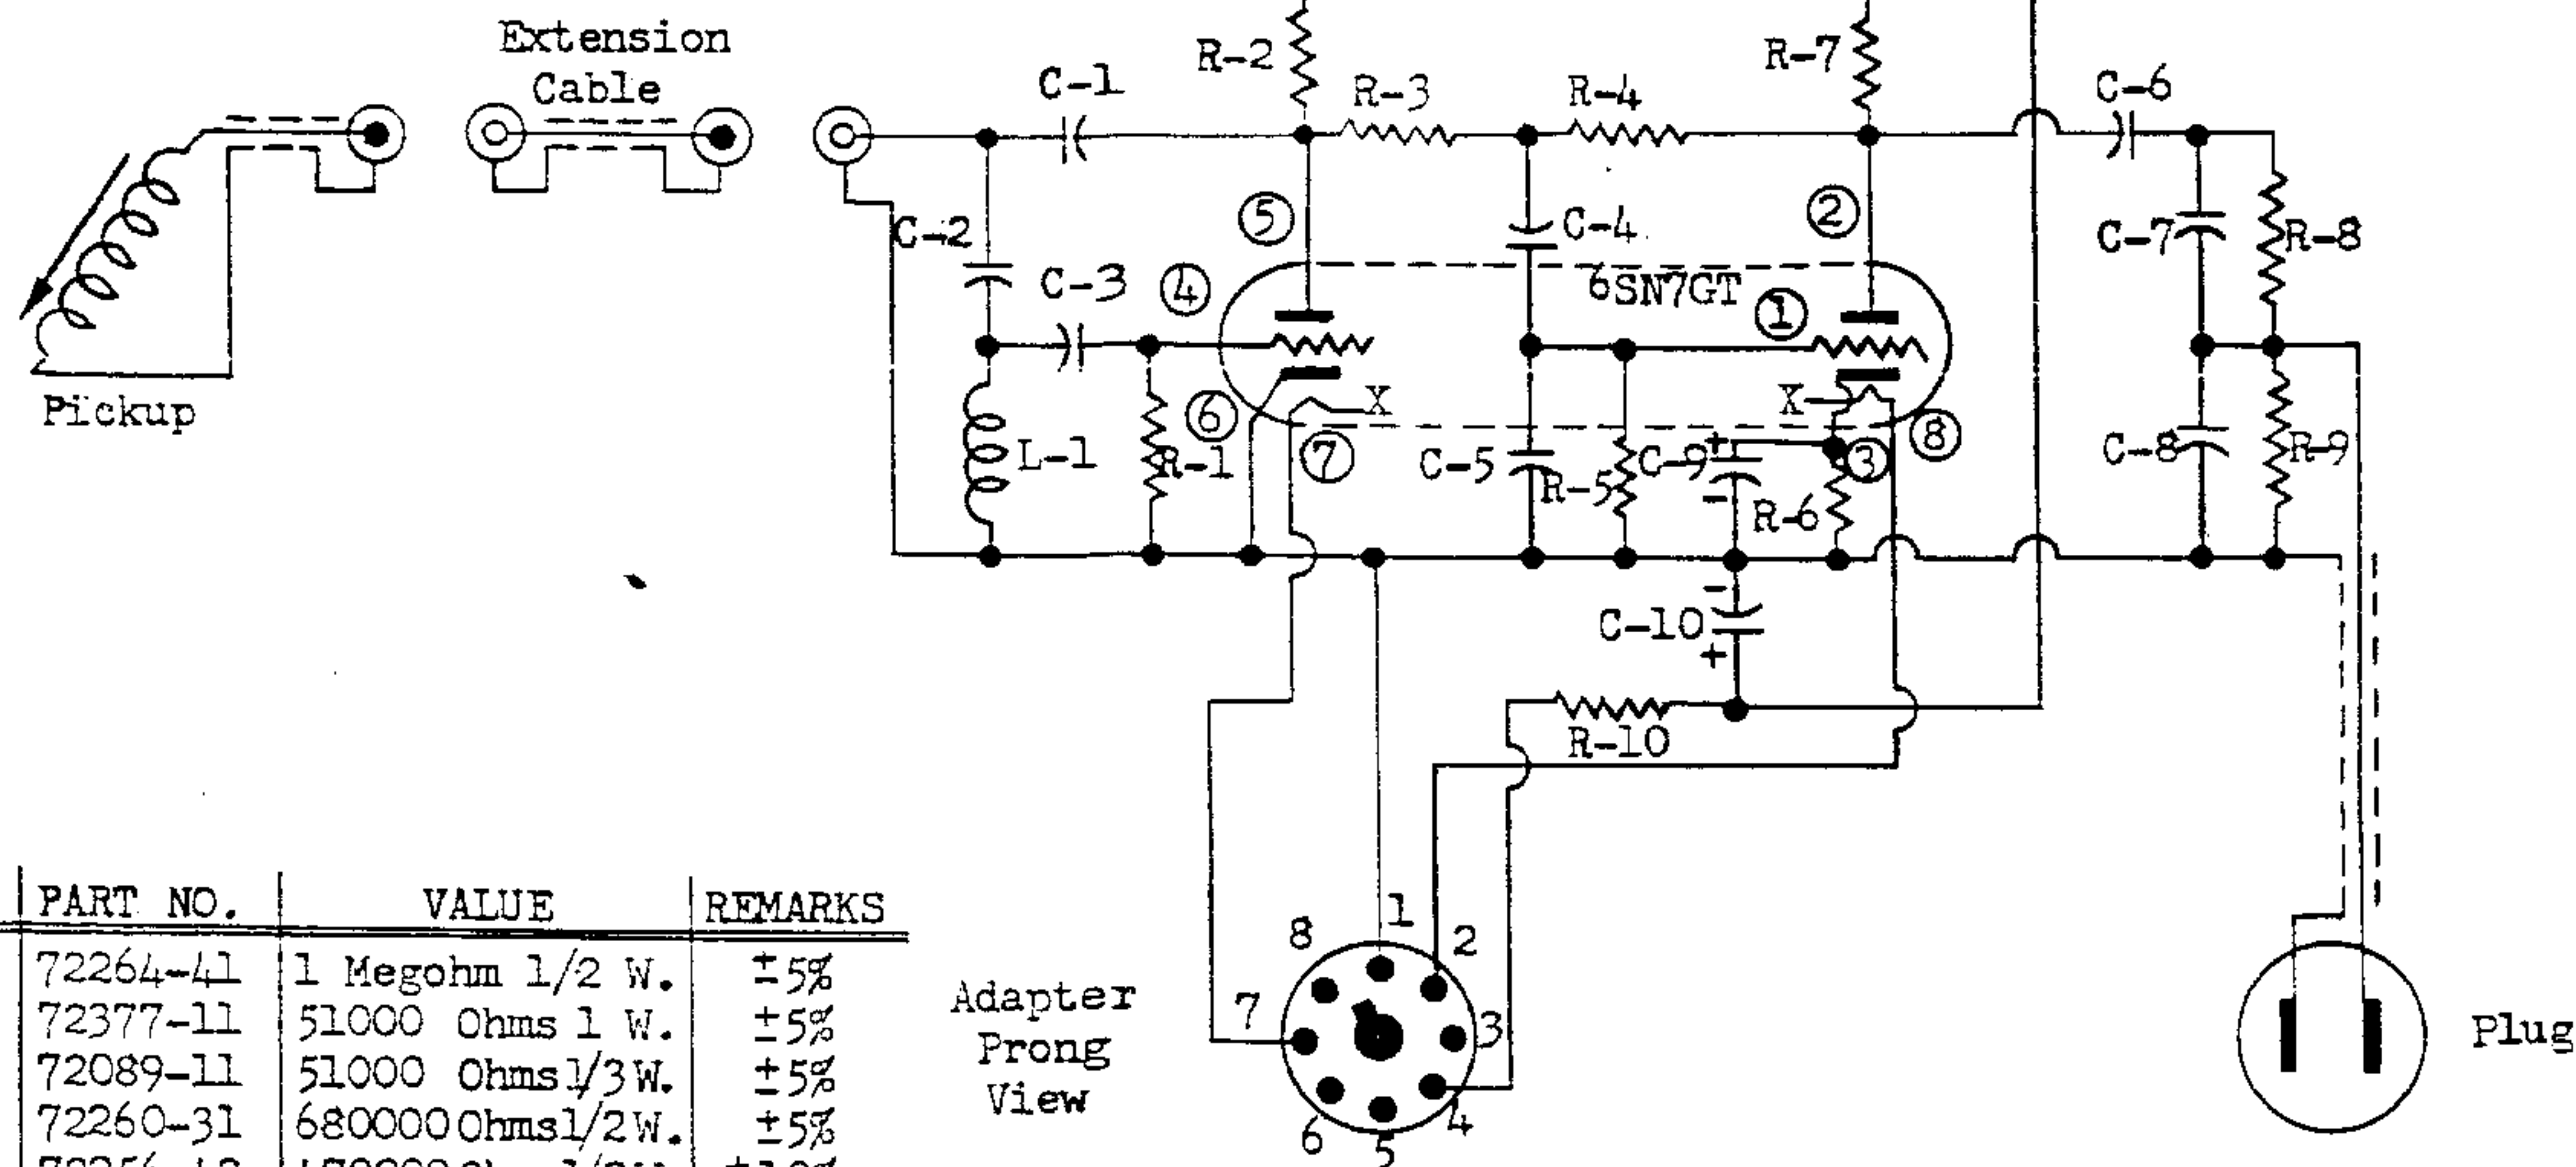 Extension
Cable
Pickup
C-1
R-2
R-3
R-4
R-7
C-6
C-2
C-3
④
⑤
C-4
②
6SN7GT
①
C-7
R-8
X
X
⑥
⑦
L-1
R-1
C-5
R-5
C-9
+
-
③
⑧
R-6
C-8
R-9
-
C-10
+
R-10
Adapter
Prong
View
8
1
2
7
3
6
5
4
Plug
PART NO. VALUE REMARKS
72264-41 1 Megohm 1/2 W. ±5%
72377-11 51000 Ohms 1 W. ±5%
72089-11 51000 Ohms 1/3 W. ±5%
72260-31 680000 Ohms 1/2 W. ±5%